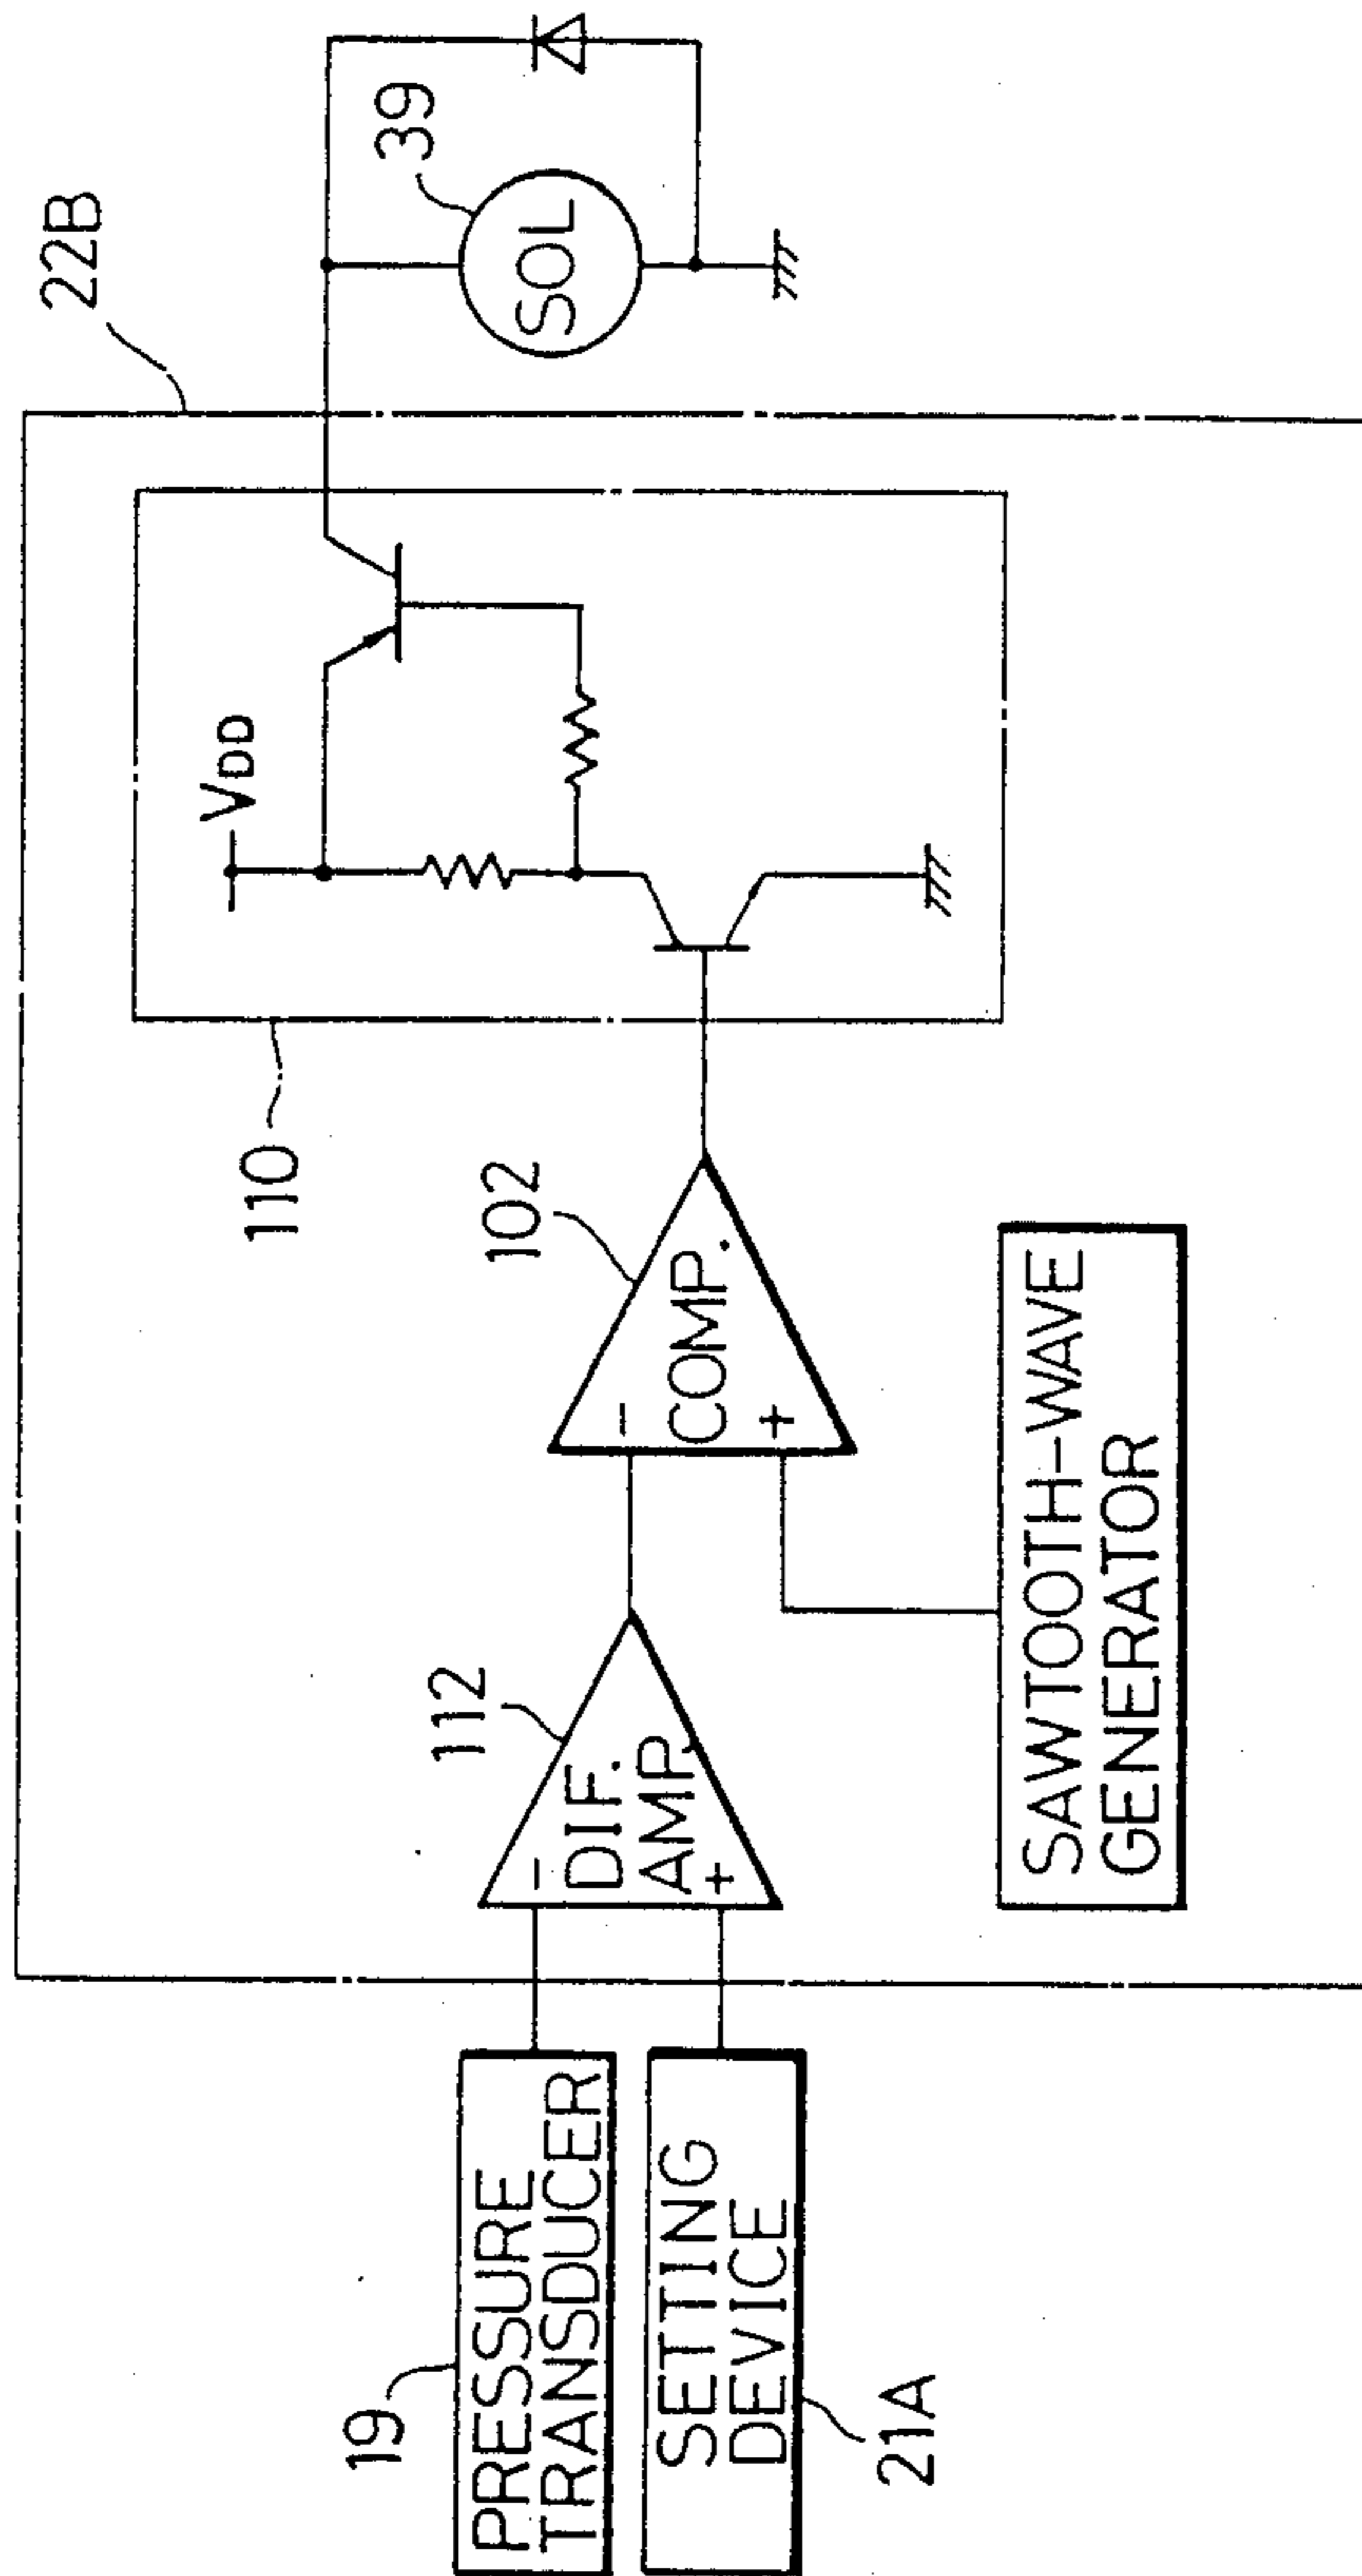 22B
110
VDD
39
SOL
19
PRESSURE
TRANSDUCER
SETTING
DEVICE
21A
112
DIF.
AMP.
-
+
102
COMP.
-
+
SAWTOOTH-WAVE
GENERATOR